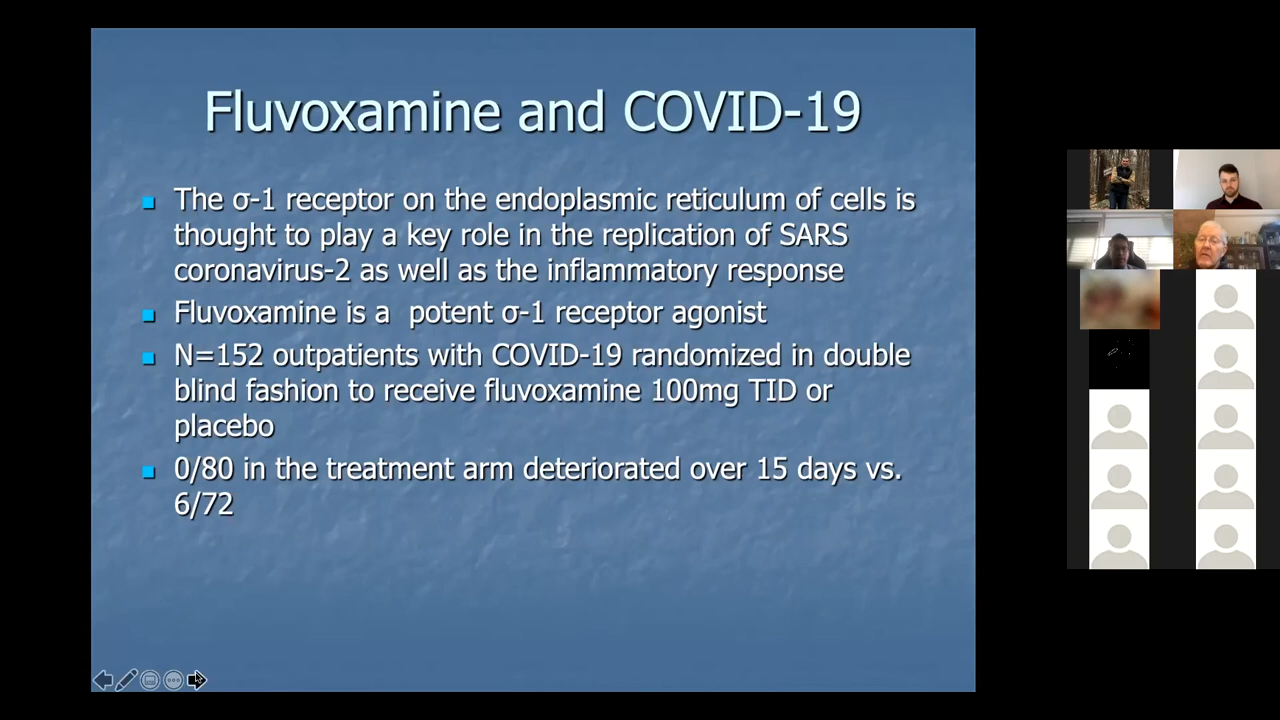 Fluvoxamine and COVID-19
The σ-1 receptor on the endoplasmic reticulum of cells is
thought to play a key role in the replication of SARS
coronavirus-2 as well as the inflammatory response
Fluvoxamine is a  potent σ-1 receptor agonist
N=152 outpatients with COVID-19 randomized in double
blind fashion to receive fluvoxamine 100mg TID or
placebo
0/80 in the treatment arm deteriorated over 15 days vs.
6/72